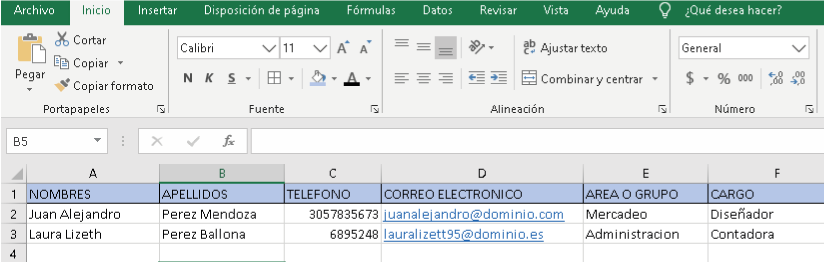 Archivo Inicio Insertar Disposición de página Fórmulas Datos Revisar Vista Ayuda ¿Qué desea hacer?
Cortar
Copiar
Copiar formato
Pegar
Portapapeles
Calibri 11 A A
N K S A
Fuente
ab Ajustar texto
Combinar y centrar
Alineación
General
$ % 000
Número
B5 fx
A B C D E F
1 NOMBRES APELLIDOS TELEFONO CORREO ELECTRONICO AREA O GRUPO CARGO
2 Juan Alejandro Perez Mendoza 3057835673 juanalejandro@dominio.com Mercadeo Diseñador
3 Laura Lizeth Perez Ballona 6895248 lauralizett95@dominio.es Administracion Contadora
4